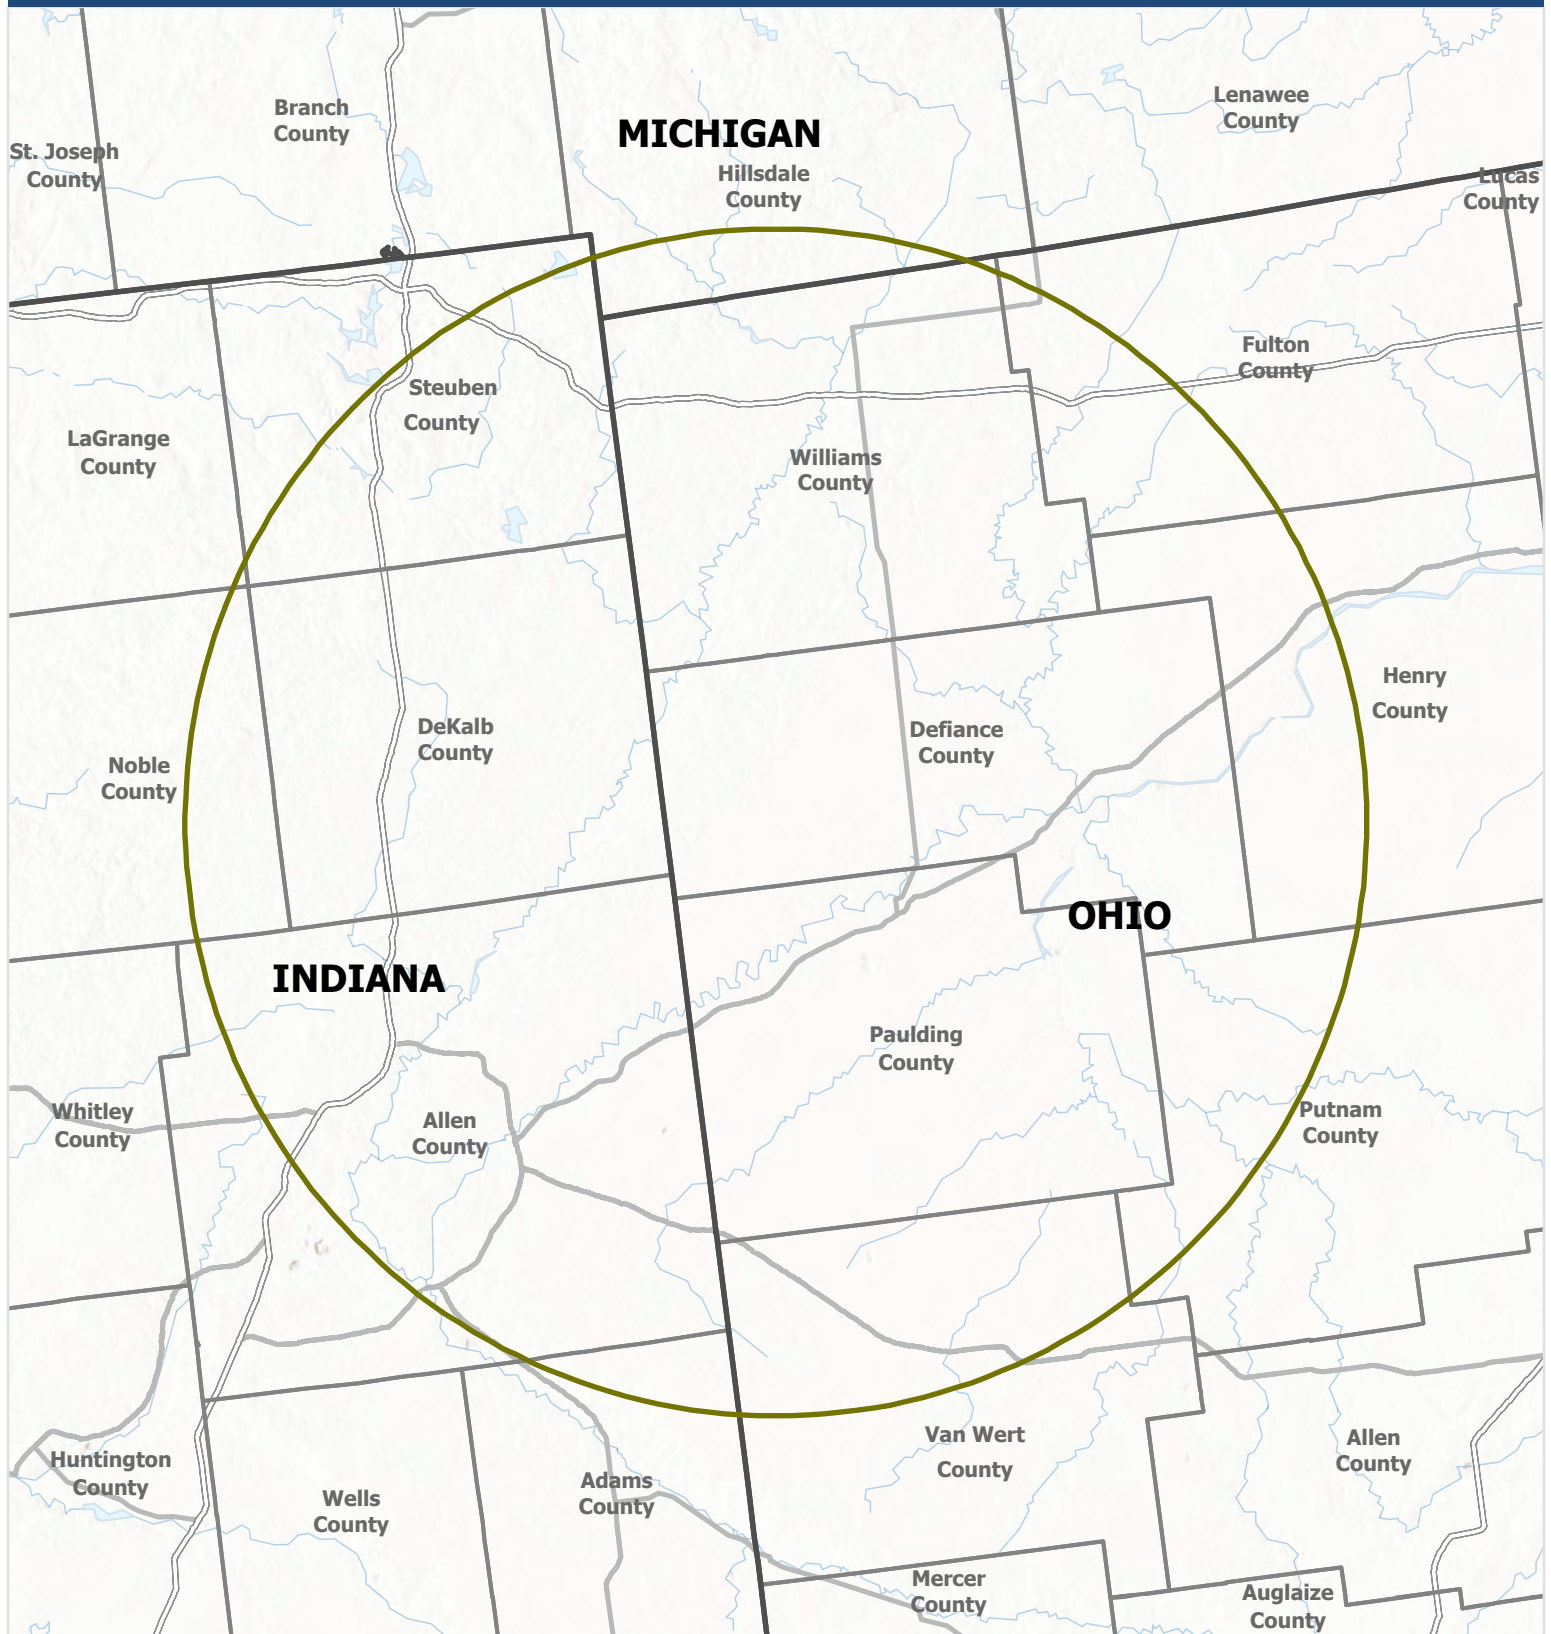 Branch
County
MICHIGAN
Lenawee
County
St. Joseph
County
Hillsdale
County
Lucas
County
Fulton
County
Steuben
County
LaGrange
County
Williams
County
Henry
County
DeKalb
County
Defiance
County
Noble
County
OHIO
INDIANA
Paulding
County
Whitley
County
Allen
County
Putnam
County
Van Wert
County
Allen
County
Huntington
County
Adams
County
Wells
County
Mercer
County
Auglaize
County